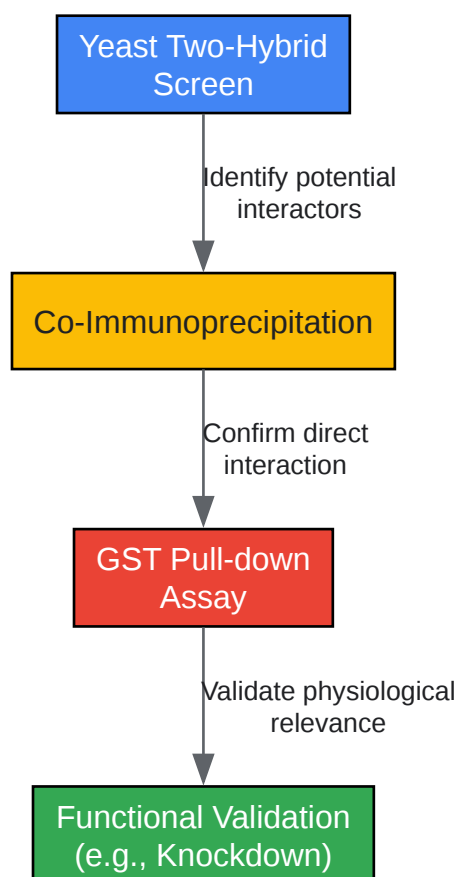 Yeast Two-Hybrid
Screen
Identify potential
interactors
Co-Immunoprecipitation
Confirm direct
interaction
GST Pull-down
Assay
Validate physiological
relevance
Functional Validation
(e.g., Knockdown)